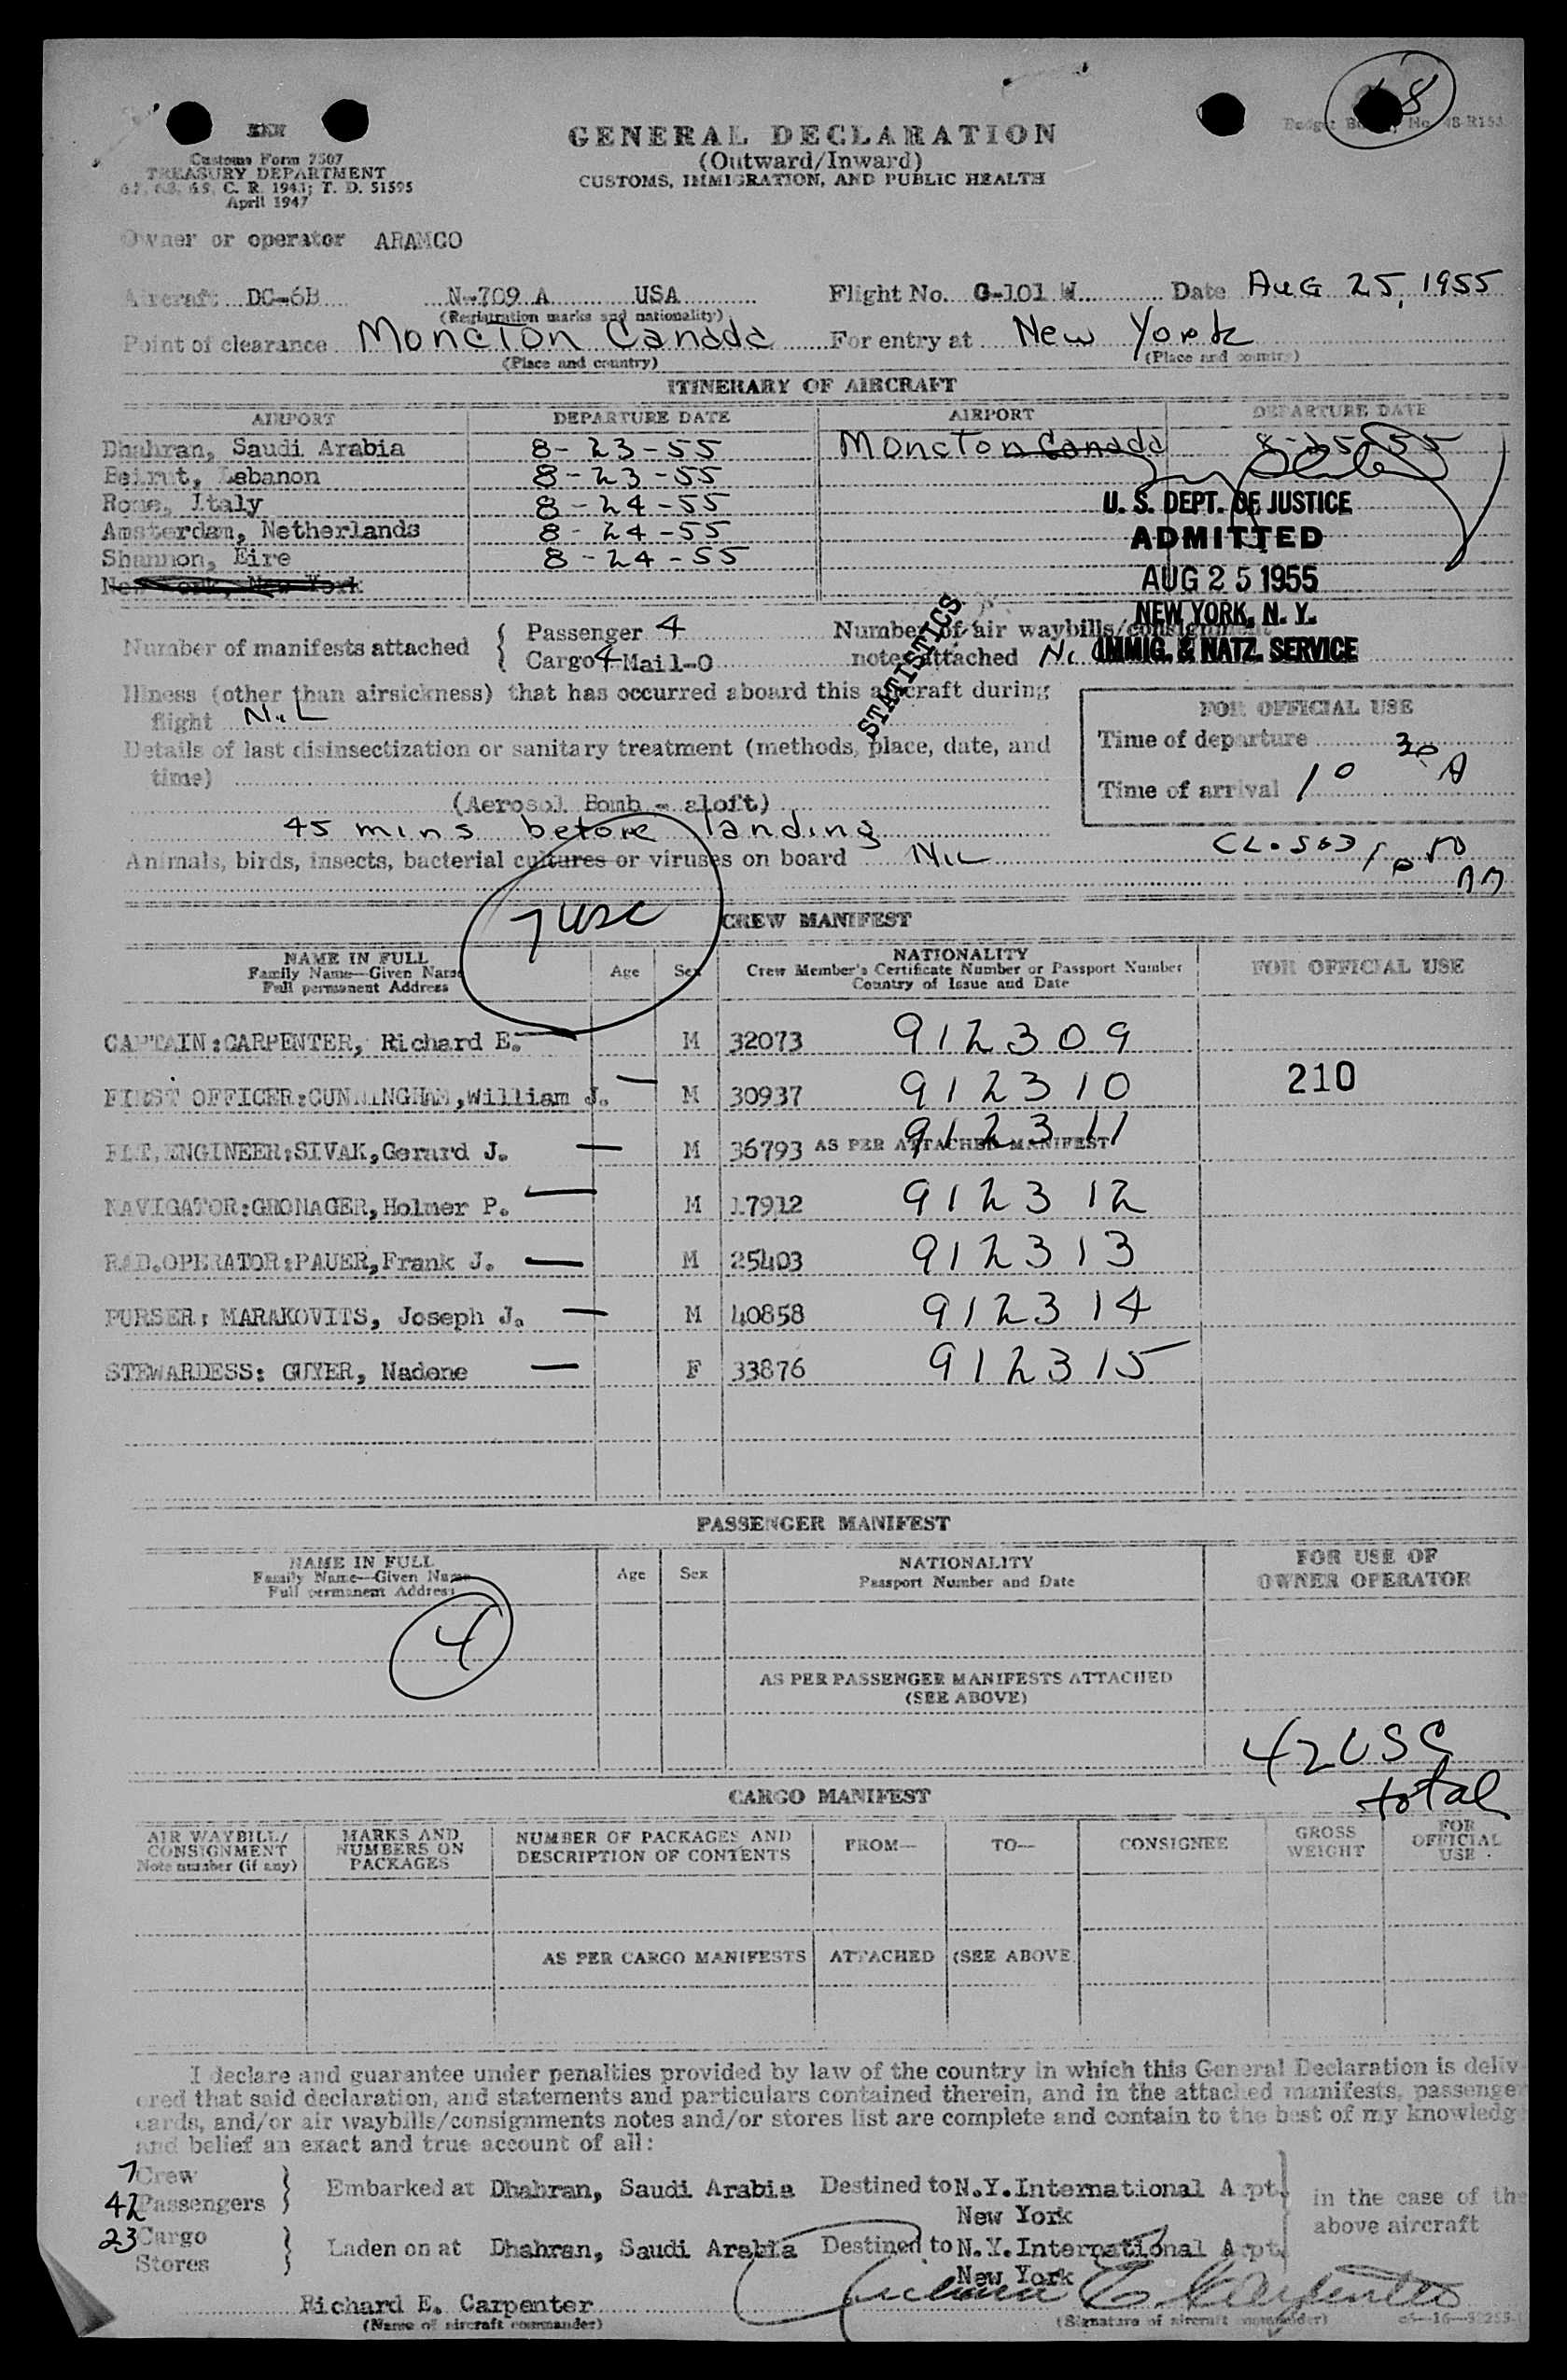 GENERAL DECLARATION
(Outward/Inward)
CUSTOMS, IMMIGRATION, AND PUBLIC HEALTH
8
Customs Form 7507
TREASURY DEPARTMENT
C. R. 1943; T. D. 51595
April 1947
Owner or operator ARAMCO
Aircraft DC-6B N-709 A USA Flight No. G-101 W Date AUG 25, 1955
(Registration marks and nationality)
Point of clearance Moncton Canada For entry at New York
(Place and country) (Place and country)
ITINERARY OF AIRCRAFT
AIRPORT DEPARTURE DATE AIRPORT DEPARTURE DATE
Dhahran, Saudi Arabia 8-23-55 Moncton Canada 8-25-55
Beirut, Lebanon 8-23-55
Rome, Italy 8-24-55
Amsterdam, Netherlands 8-24-55
Shannon, Eire 8-24-55
New York, New York
U. S. DEPT. OF JUSTICE
ADMITTED
AUG 25 1955
NEW YORK, N. Y.
IMMIG. & NATZ. SERVICE
Number of manifests attached { Passenger 4 Number of air waybills/consignment
Cargo 4 Mail-0 notes attached
STATISTICS
Illness (other than airsickness) that has occurred aboard this aircraft during
flight NiL
Details of last disinsectization or sanitary treatment (methods, place, date, and
time)
(Aerosol Bomb - aloft)
45 mins before landing
FOR OFFICIAL USE
Time of departure
Time of arrival 10 30 A
Animals, birds, insects, bacterial cultures or viruses on board NiL
7 USC
CREW MANIFEST
NAME IN FULL
Family Name—Given Name
Full permanent Address
Age Sex
NATIONALITY
Crew Member's Certificate Number or Passport Number
Country of Issue and Date
FOR OFFICIAL USE
CAPTAIN:CARPENTER, Richard E. M 32073 912309
FIRST OFFICER:CUNNINGHAM,William J. M 30937 912310 210
FLT.ENGINEER:SIVAK,Gerard J. M 36793 AS PER ATTACHED MANIFEST 912311
NAVIGATOR:GRONAGER,Holmer P. M 17912 912312
RAD.OPERATOR:PAUER,Frank J. M 25403 912313
PURSER: MARAKOVITS, Joseph J. M 40858 912314
STEWARDESS: GUYER, Nadene F 33876 912315
PASSENGER MANIFEST
NAME IN FULL
Family Name—Given Name
Full permanent Address
Age Sex
NATIONALITY
Passport Number and Date
FOR USE OF
OWNER OPERATOR
4
AS PER PASSENGER MANIFESTS ATTACHED
(SEE ABOVE)
42 USC
total
CARGO MANIFEST
AIR WAYBILL/
CONSIGNMENT
Note number (if any)
MARKS AND
NUMBERS ON
PACKAGES
NUMBER OF PACKAGES AND
DESCRIPTION OF CONTENTS
FROM— TO— CONSIGNEE
GROSS
WEIGHT
FOR
OFFICIAL
USE
AS PER CARGO MANIFESTS ATTACHED (SEE ABOVE
I declare and guarantee under penalties provided by law of the country in which this General Declaration is deliv
ered that said declaration, and statements and particulars contained therein, and in the attached manifests, passenger
cards, and/or air waybills/consignments notes and/or stores list are complete and contain to the best of my knowledg
and belief an exact and true account of all:
7 Crew
42 Passengers } Embarked at Dhahran, Saudi Arabia Destined to N.Y.International Arpt. in the case of the
New York above aircraft
23 Cargo
Stores } Laden on at Dhahran, Saudi Arabia Destined to N.Y.International Arpt.
New York
Richard E. Carpenter Richard E. Carpenter
(Name of aircraft commander) (Signature of aircraft commander)